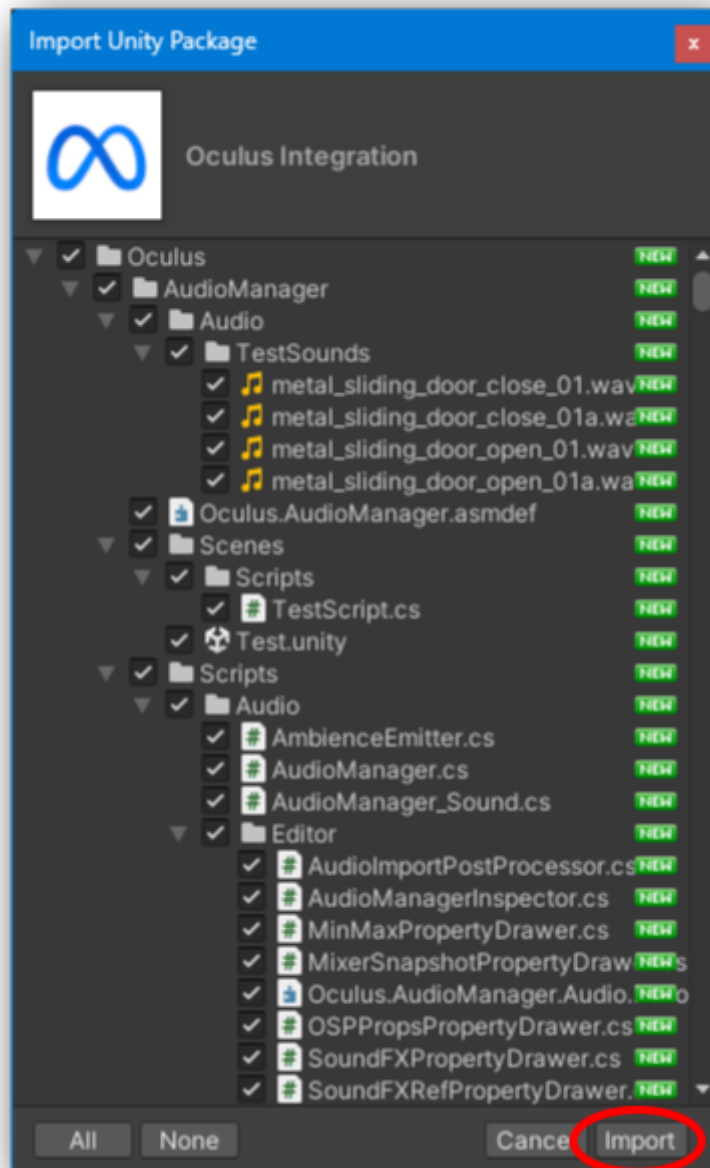 Import Unity Package
x
Oculus Integration
Oculus NEW
AudioManager NEW
Audio NEW
TestSounds NEW
metal_sliding_door_close_01.wav NEW
metal_sliding_door_close_01a.wa NEW
metal_sliding_door_open_01.wav NEW
metal_sliding_door_open_01a.wa NEW
Oculus.AudioManager.asmdef NEW
Scenes NEW
Scripts NEW
TestScript.cs NEW
Test.unity NEW
Scripts NEW
Audio NEW
AmbienceEmitter.cs NEW
AudioManager.cs NEW
AudioManager_Sound.cs NEW
Editor NEW
AudioImportPostProcessor.cs NEW
AudioManagerInspector.cs NEW
MinMaxPropertyDrawer.cs NEW
MixerSnapshotPropertyDraw NEW s
Oculus.AudioManager.Audio. NEW o
OSPPropsPropertyDrawer.cs NEW
SoundFXPropertyDrawer.cs NEW
SoundFXRefPropertyDrawer. NEW
All None Cance Import